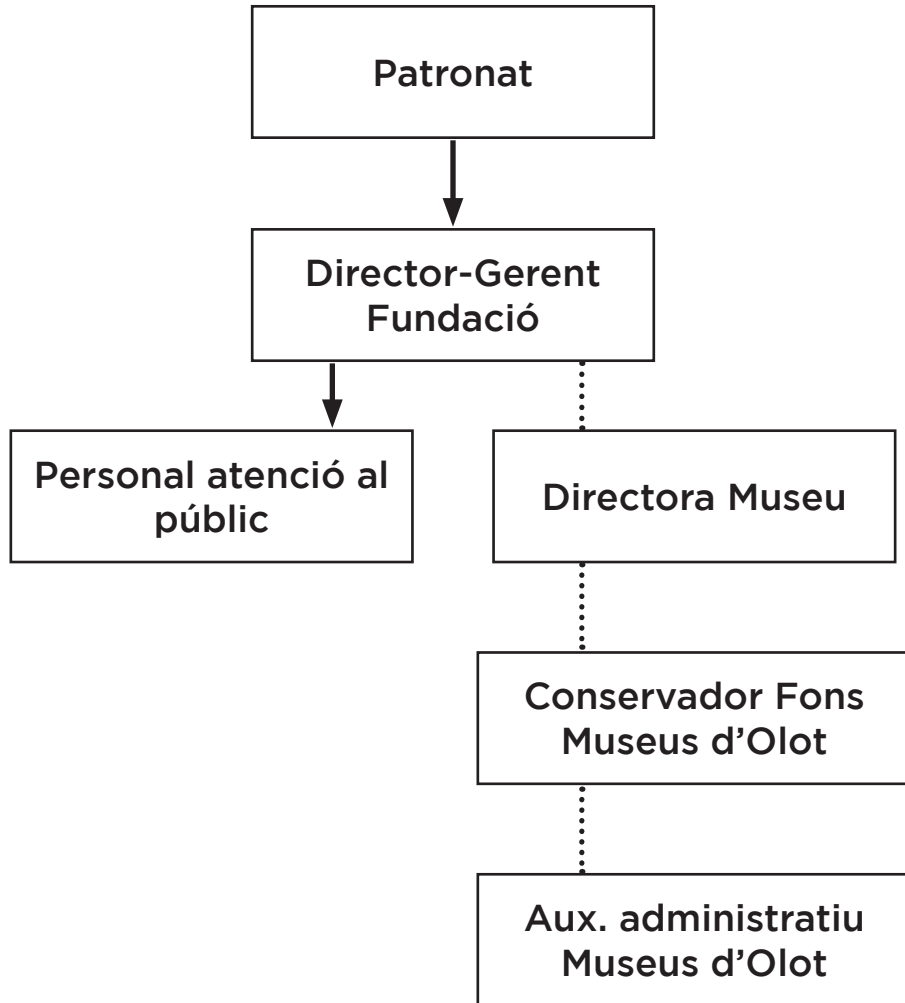 Patronat
Director-Gerent
Fundació
Personal atenció al
públic
Directora Museu
Conservador Fons
Museus d’Olot
Aux. administratiu
Museus d’Olot